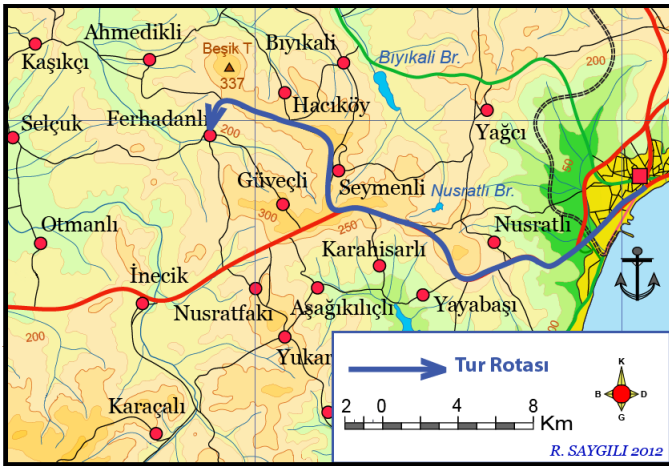 Ahmedikli
Beşik T
337
Bıyıkali
Kaşıkçı
Bıyıkali Br.
200
Hacıköy
Ferhadanlı
200
Yağcı
Selçuk
50
Seymenli
Güveçli
Nusratlı Br.
300
250
Nusratlı
Otmanlı
Karahisarlı
İnecik
Nusratfakı
Aşağıkılıçlı
Yayabaşı
200
Yukar
Karaçalı
Tur Rotası
K
B D
G
2 0 4 8 Km
R. SAYGILI 2012